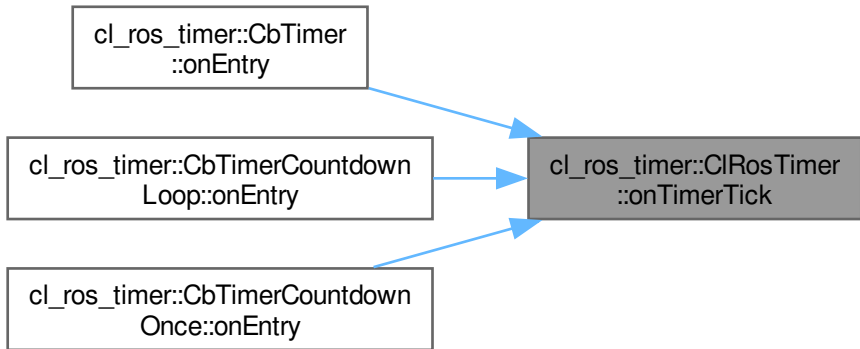 cl_ros_timer::CbTimer
::onEntry
cl_ros_timer::CbTimerCountdown
Loop::onEntry
cl_ros_timer::CbTimerCountdown
Once::onEntry
cl_ros_timer::ClRosTimer
::onTimerTick